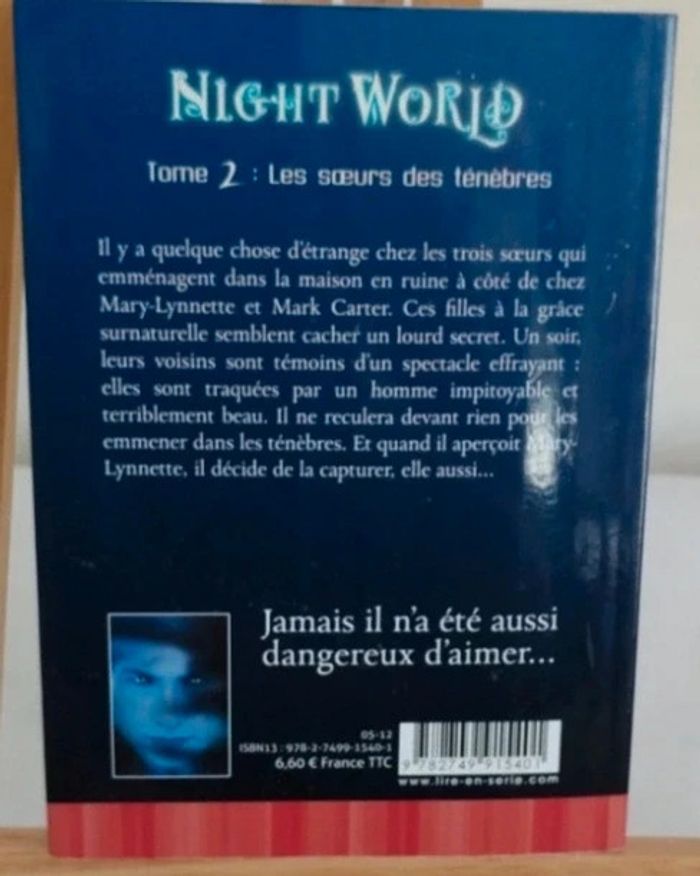 NIGHT WORLD
Tome 2 : Les sœurs des ténèbres
Il y a quelque chose d'étrange chez les trois sœurs qui
emménagent dans la maison en ruine à côté de chez
Mary-Lynnette et Mark Carter. Ces filles à la grâce
surnaturelle semblent cacher un lourd secret. Un soir,
leurs voisins sont témoins d'un spectacle effrayant :
elles sont traquées par un homme impitoyable et
terriblement beau. Il ne reculera devant rien pour les
emmener dans les ténèbres. Et quand il aperçoit Mary-
Lynnette, il décide de la capturer, elle aussi...
Jamais il n'a été aussi
dangereux d'aimer...
05-12
ISBN13 : 978-2-7499-1540-1
6,60 € France TTC
9 782749 915401
www.lire-en-serie.com